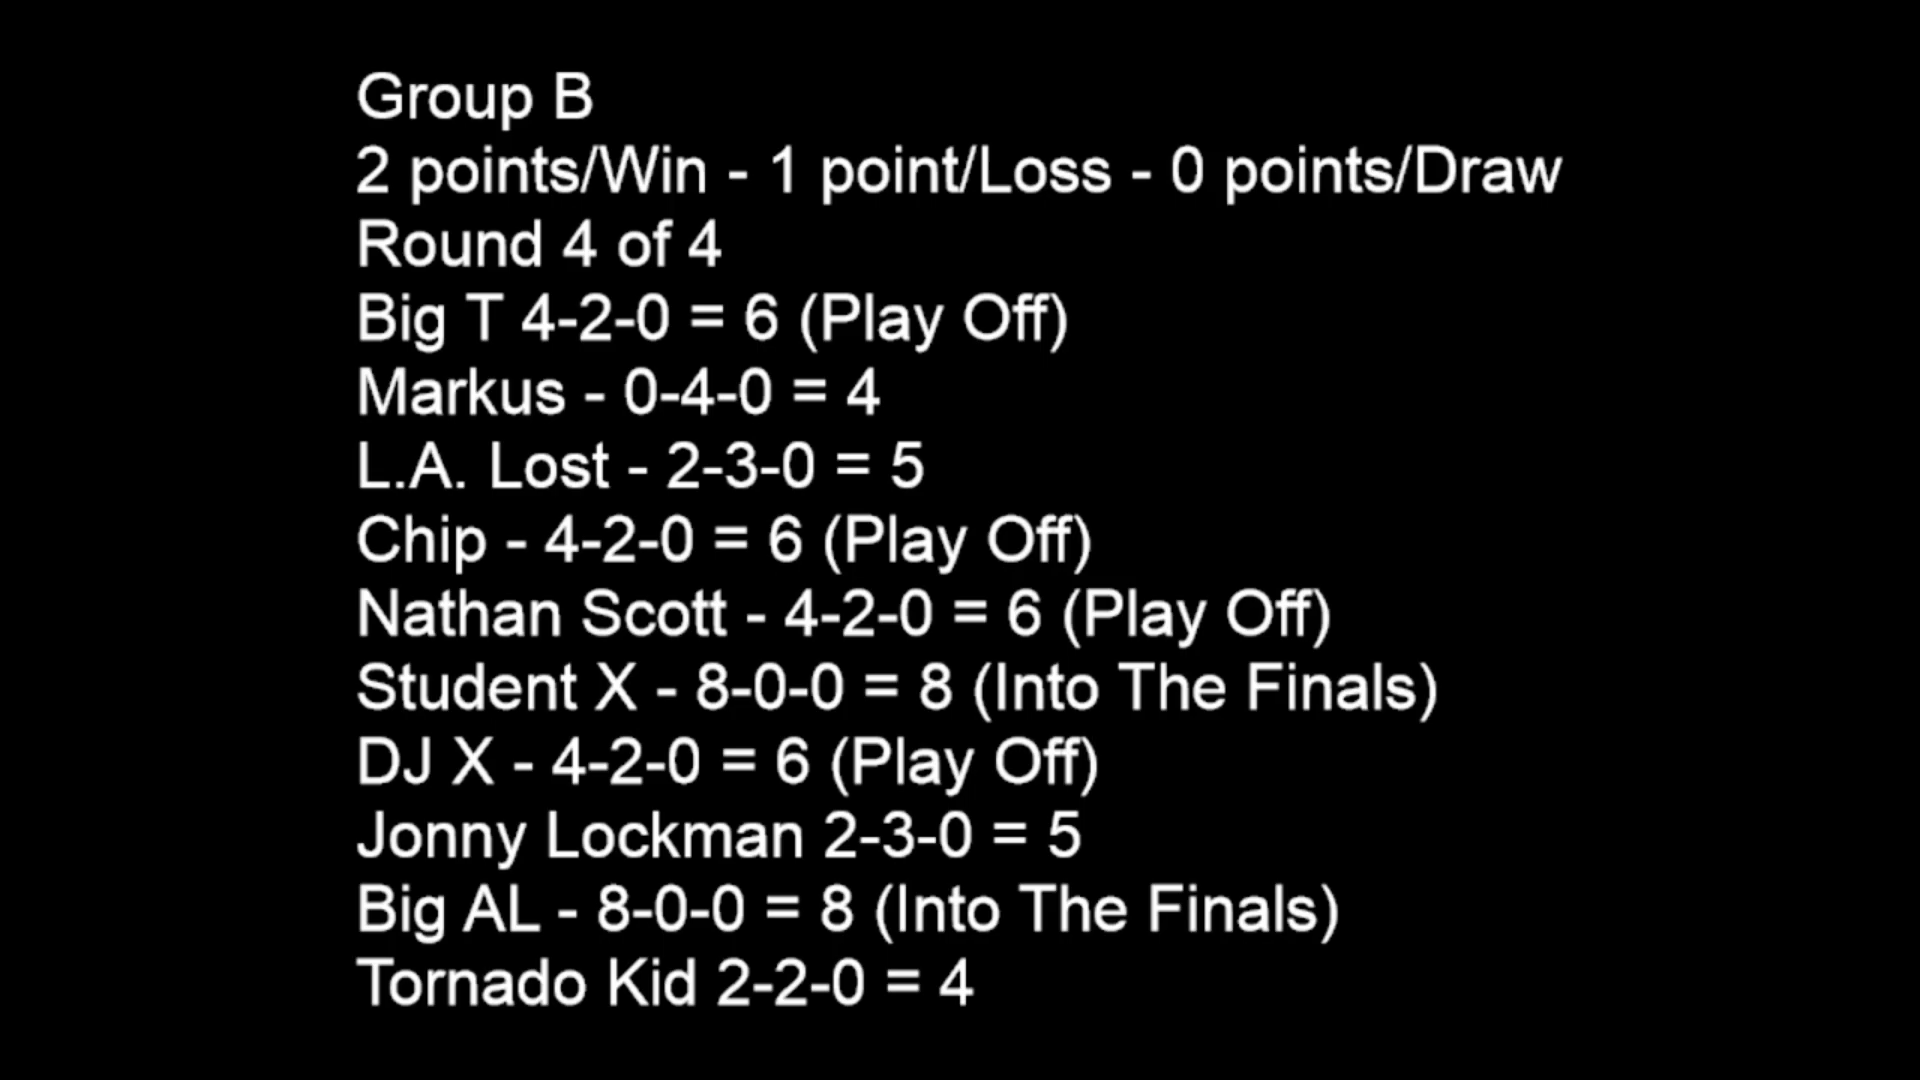 Group B
2 points/Win - 1 point/Loss - 0 points/Draw
Round 4 of 4
Big T 4-2-0 = 6 (Play Off)
Markus - 0-4-0 = 4
L.A. Lost - 2-3-0 = 5
Chip - 4-2-0 = 6 (Play Off)
Nathan Scott - 4-2-0 = 6 (Play Off)
Student X - 8-0-0 = 8 (Into The Finals)
DJ X - 4-2-0 = 6 (Play Off)
Jonny Lockman 2-3-0 = 5
Big AL - 8-0-0 = 8 (Into The Finals)
Tornado Kid 2-2-0 = 4